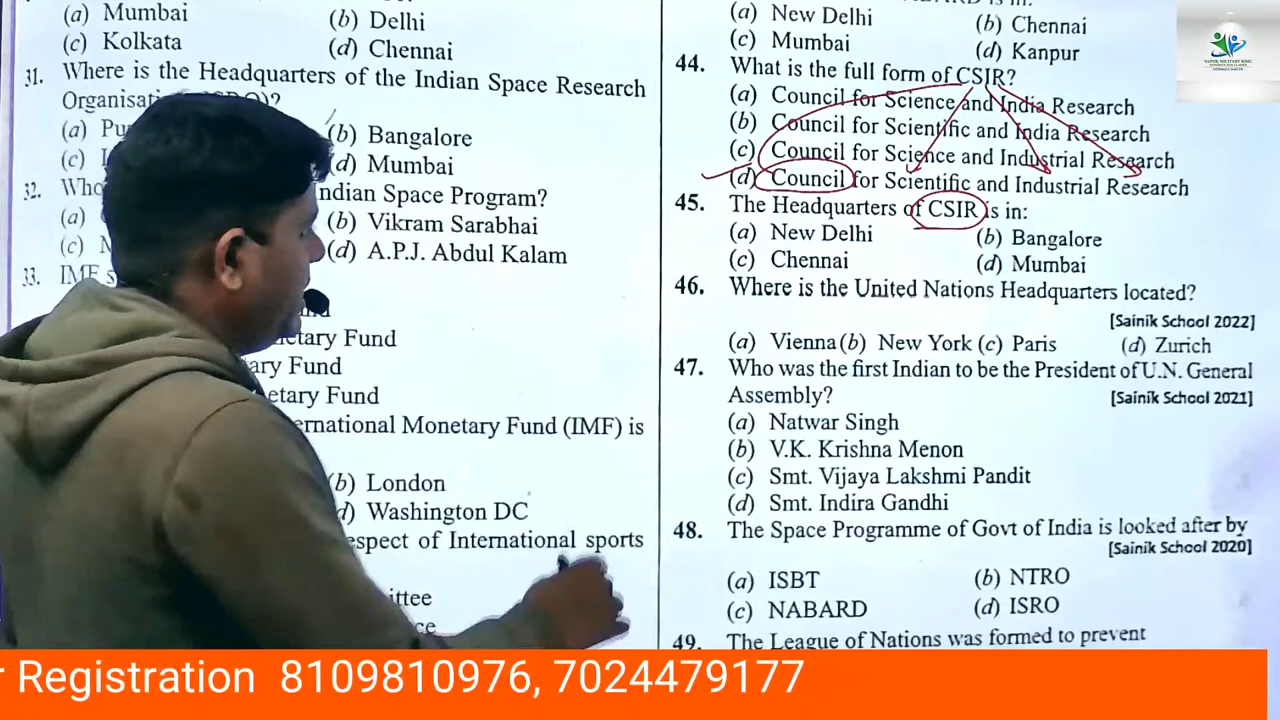 (a) Mumbai (b) Delhi
(c) Kolkata (d) Chennai
31. Where is the Headquarters of the Indian Space Research
(b) Bangalore
(d) Mumbai
32. ndian Space Program?
(a) (b) Vikram Sarabhai
(c) (d) A.P.J. Abdul Kalam
33. IMF s
etary Fund
ary Fund
etary Fund
ernational Monetary Fund (IMF) is
(b) London
d) Washington DC
espect of International sports
ittee
(a) New Delhi (b) Chennai
(c) Mumbai (d) Kanpur
44. What is the full form of CSIR?
(a) Council for Science and India Research
(b) Council for Scientific and India Research
(c) Council for Science and Industrial Research
(d) Council for Scientific and Industrial Research
45. The Headquarters of CSIR is in:
(a) New Delhi (b) Bangalore
(c) Chennai (d) Mumbai
46. Where is the United Nations Headquarters located?
[Sainik School 2022]
(a) Vienna (b) New York (c) Paris (d) Zurich
47. Who was the first Indian to be the President of U.N. General
Assembly? [Sainik School 2021]
(a) Natwar Singh
(b) V.K. Krishna Menon
(c) Smt. Vijaya Lakshmi Pandit
(d) Smt. Indira Gandhi
48. The Space Programme of Govt of India is looked after by
[Sainik School 2020]
(a) ISBT (b) NTRO
(c) NABARD (d) ISRO
49. The League of Nations was formed to prevent
r Registration 8109810976, 7024479177